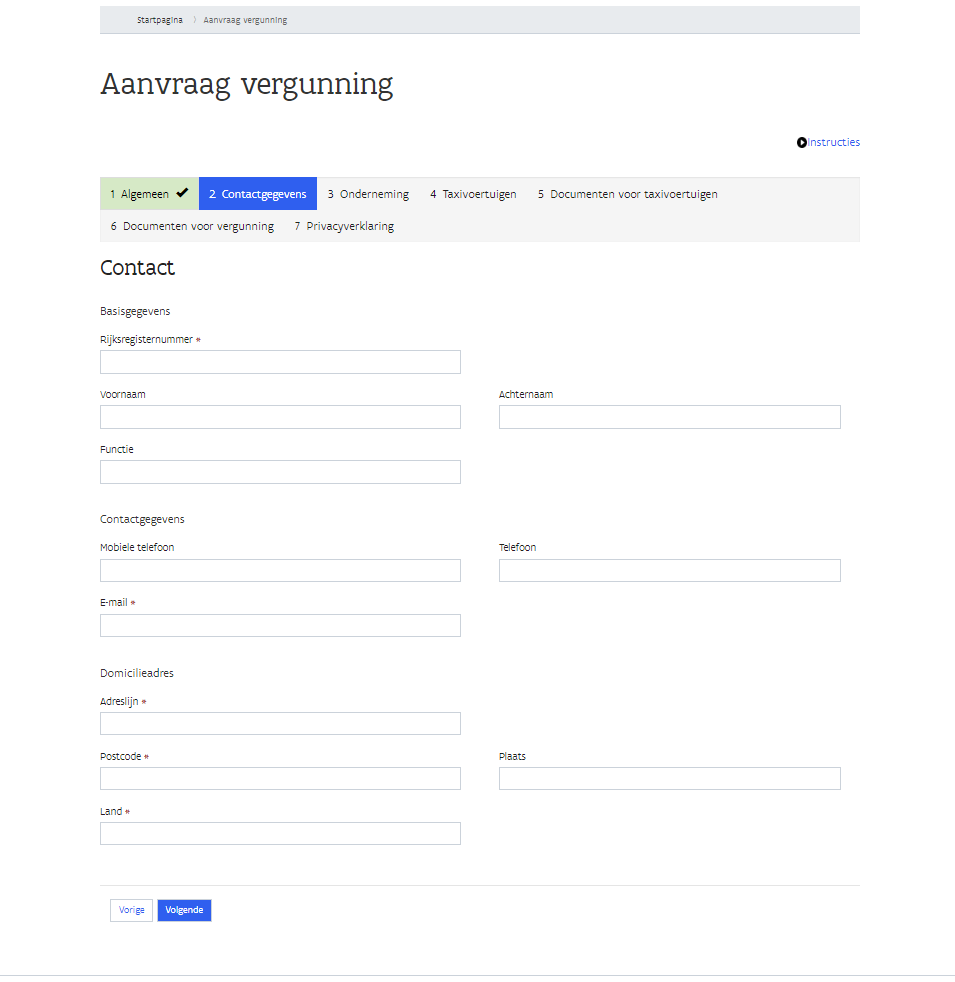 Startpagina 〉 Aanvraag vergunning
Aanvraag vergunning
Instructies
1 Algemeen ✔ 2 Contactgegevens 3 Onderneming 4 Taxivoertuigen 5 Documenten voor taxivoertuigen
6 Documenten voor vergunning 7 Privacyverklaring
Contact
Basisgegevens
Rijksregisternummer *
Voornaam Achternaam
Functie
Contactgegevens
Mobiele telefoon Telefoon
E-mail *
Domicilieadres
Adreslijn *
Postcode * Plaats
Land *
Vorige Volgende